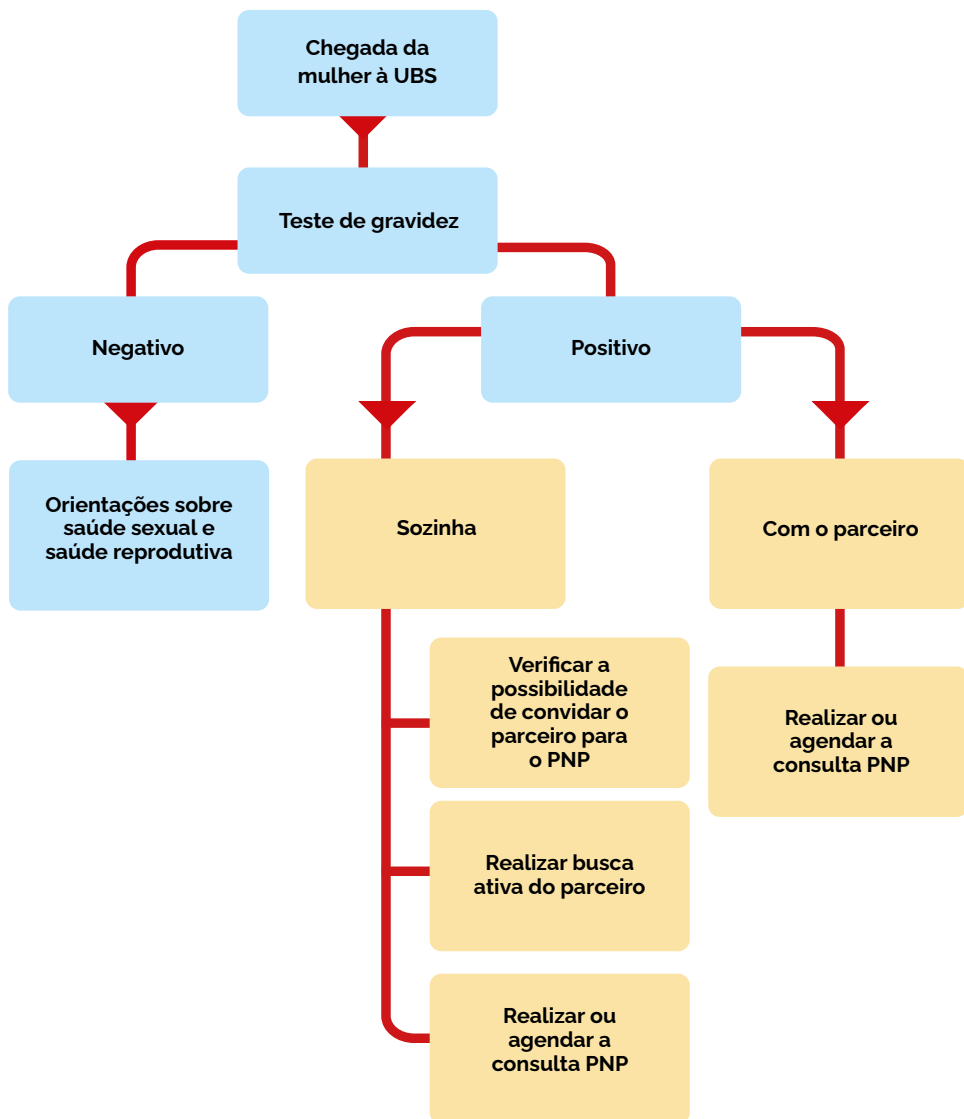 Chegada da
mulher à UBS
Teste de gravidez
Negativo
Positivo
Orientações sobre
saúde sexual e
saúde reprodutiva
Sozinha
Com o parceiro
Verificar a
possibilidade
de convidar o
parceiro para
o PNP
Realizar ou
agendar a
consulta PNP
Realizar busca
ativa do parceiro
Realizar ou
agendar a
consulta PNP